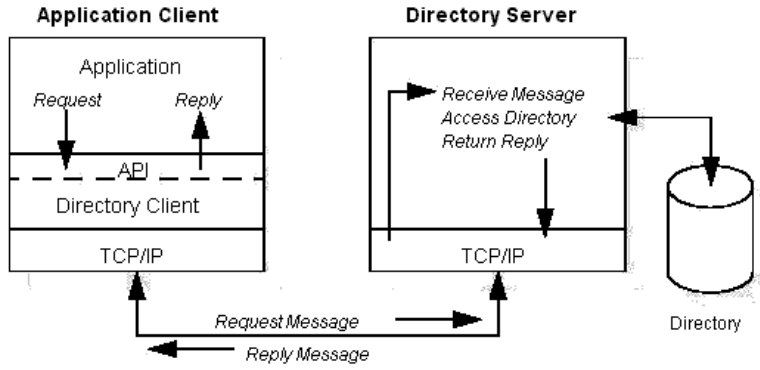 Application Client
Directory Server
Application
Request
Reply
API
Directory Client
TCP/IP
Receive Message
Access Directory
Return Reply
TCP/IP
Directory
Request Message
Reply Message